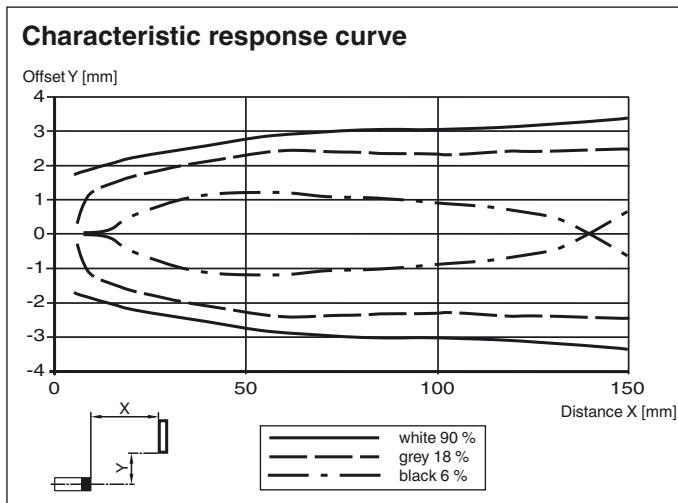 Characteristic response curve
Offset Y [mm]
4
3
2
1
0
-1
-2
-3
-4
0 50 100 150
Distance X [mm]
X
Y
white 90 %
grey 18 %
black 6 %